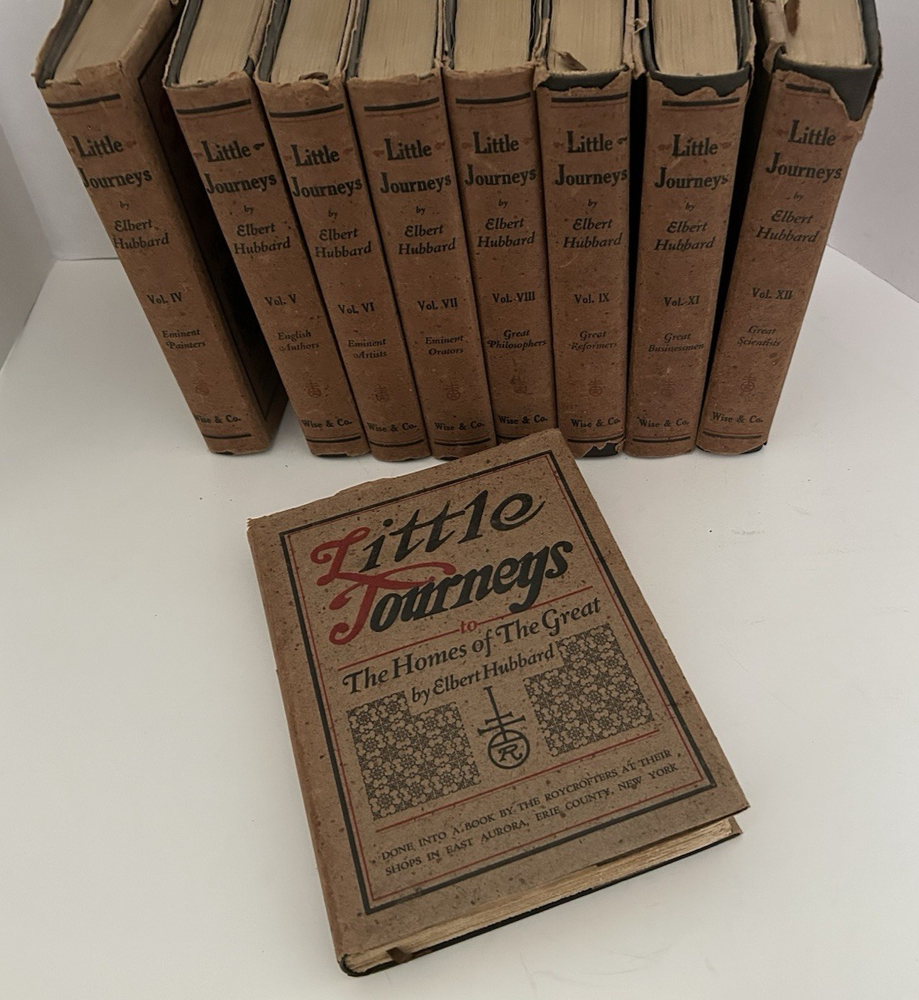 Little
Journeys
by
Elbert
Hubbard
Vol. IV
Eminent
Painters
Wise & Co.
Little
Journeys
by
Elbert
Hubbard
Vol. V
English
Authors
Wise & Co.
Little
Journeys
by
Elbert
Hubbard
Vol. VI
Eminent
Artists
Wise & Co.
Little
Journeys
by
Elbert
Hubbard
Vol. VII
Eminent
Orators
Wise & Co.
Little
Journeys
by
Elbert
Hubbard
Vol. VIII
Great
Philosophers
Wise & Co.
Little
Journeys
by
Elbert
Hubbard
Vol. IX
Great
Reformers
Wise & Co.
Little
Journeys
by
Elbert
Hubbard
Vol. XI
Great
Businessmen
Wise & Co.
Little
Journeys
by
Elbert
Hubbard
Vol. XII
Great
Scientists
Wise & Co.
Little
Journeys
to
The Homes of The Great
by Elbert Hubbard
R
DONE INTO A BOOK BY THE ROYCROFTERS AT THEIR
SHOPS IN EAST AURORA, ERIE COUNTY, NEW YORK